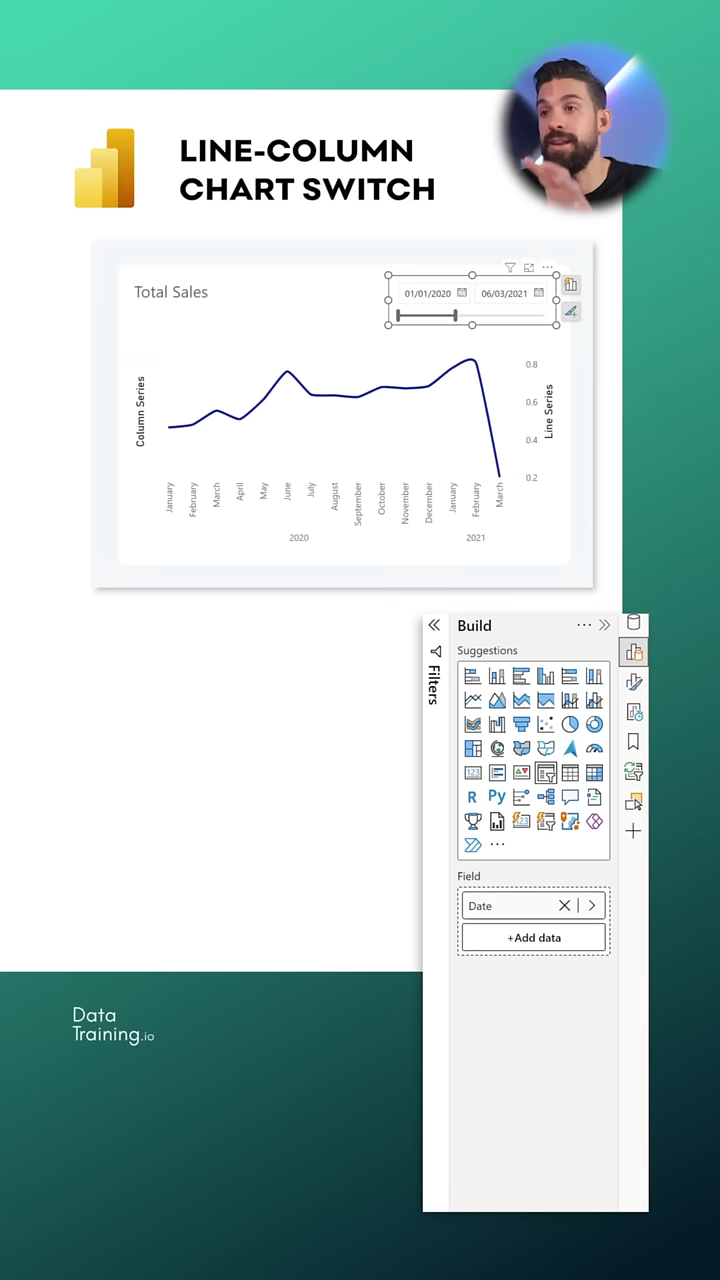 LINE-COLUMN
CHART SWITCH
Total Sales
01/01/2020
06/03/2021
Column Series
0.8
0.6
0.4
0.2
Line Series
January
February
March
April
May
June
July
August
September
October
November
December
January
February
March
2020
2021
Build
Suggestions
Filters
123
R
Py
123
Field
Date
+Add data
Data
Training.io